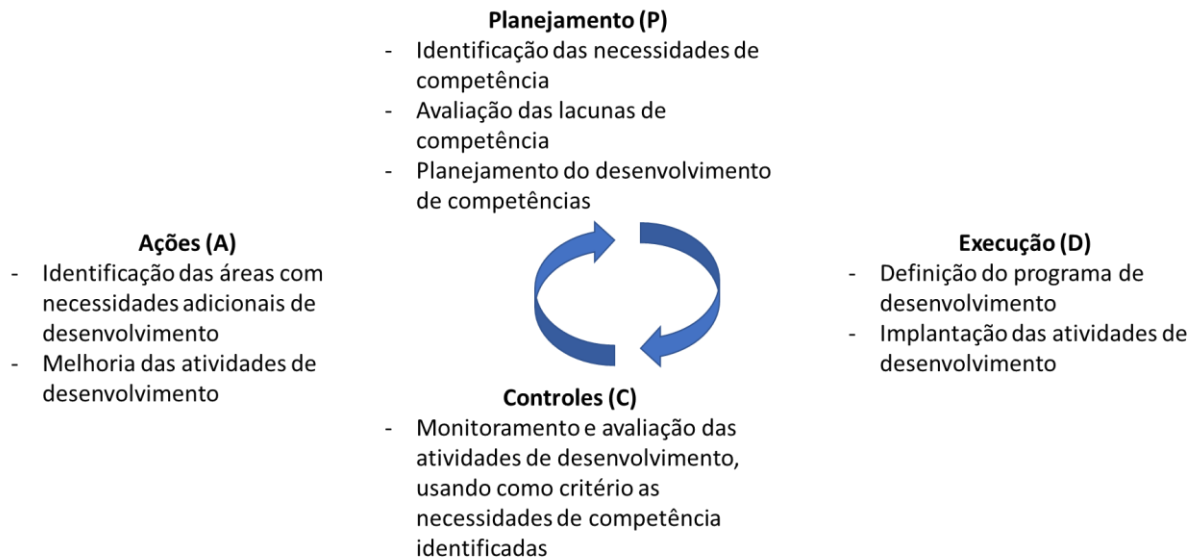 Planejamento (P)
- Identificação das necessidades de
competência
- Avaliação das lacunas de
competência
- Planejamento do desenvolvimento
de competências
Ações (A)
- Identificação das áreas com
necessidades adicionais de
desenvolvimento
- Melhoria das atividades de
desenvolvimento
Execução (D)
- Definição do programa de
desenvolvimento
- Implantação das atividades de
desenvolvimento
Controles (C)
- Monitoramento e avaliação das
atividades de desenvolvimento,
usando como critério as
necessidades de competência
identificadas